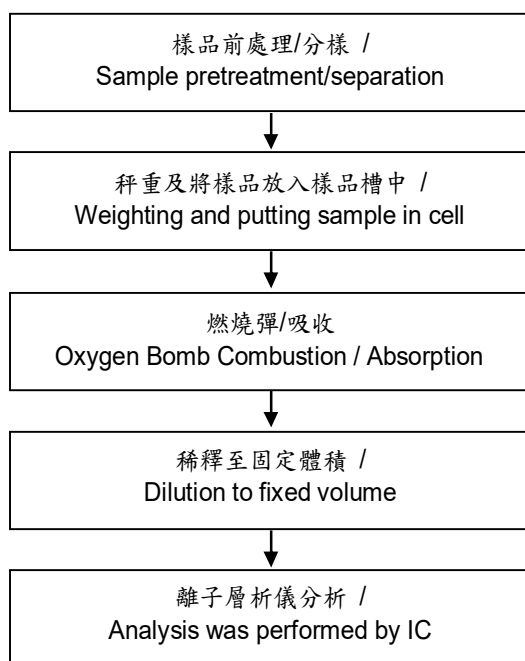 樣品前處理/分樣 /
Sample pretreatment/separation
秤重及將樣品放入樣品槽中 /
Weighting and putting sample in cell
燃燒彈/吸收
Oxygen Bomb Combustion / Absorption
稀釋至固定體積 /
Dilution to fixed volume
離子層析儀分析 /
Analysis was performed by IC